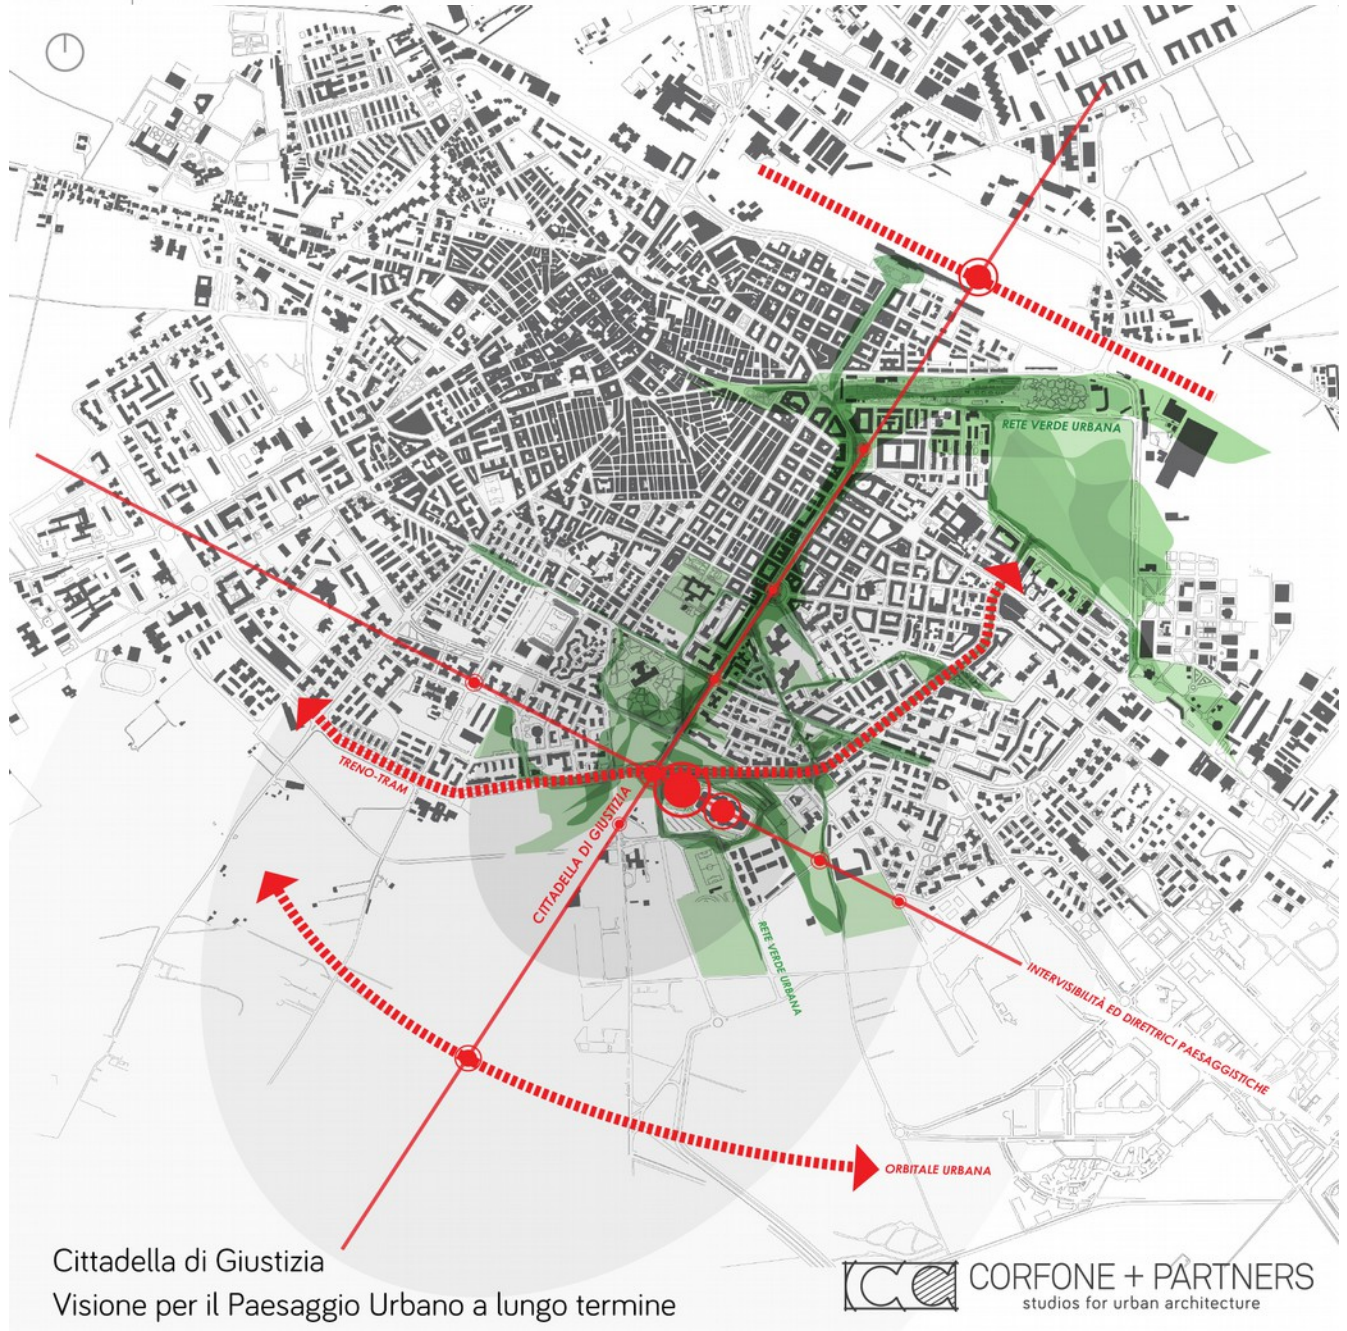 RETE VERDE URBANA
TRENO-TRAM
CITTADELLA DI GIUSTIZIA
RETE VERDE URBANA
INTERVISIBILITÀ ED DIRETTRICI PAESAGGISTICHE
ORBITALE URBANA
Cittadella di Giustizia
Visione per il Paesaggio Urbano a lungo termine
CORFONE + PARTNERS
studios for urban architecture